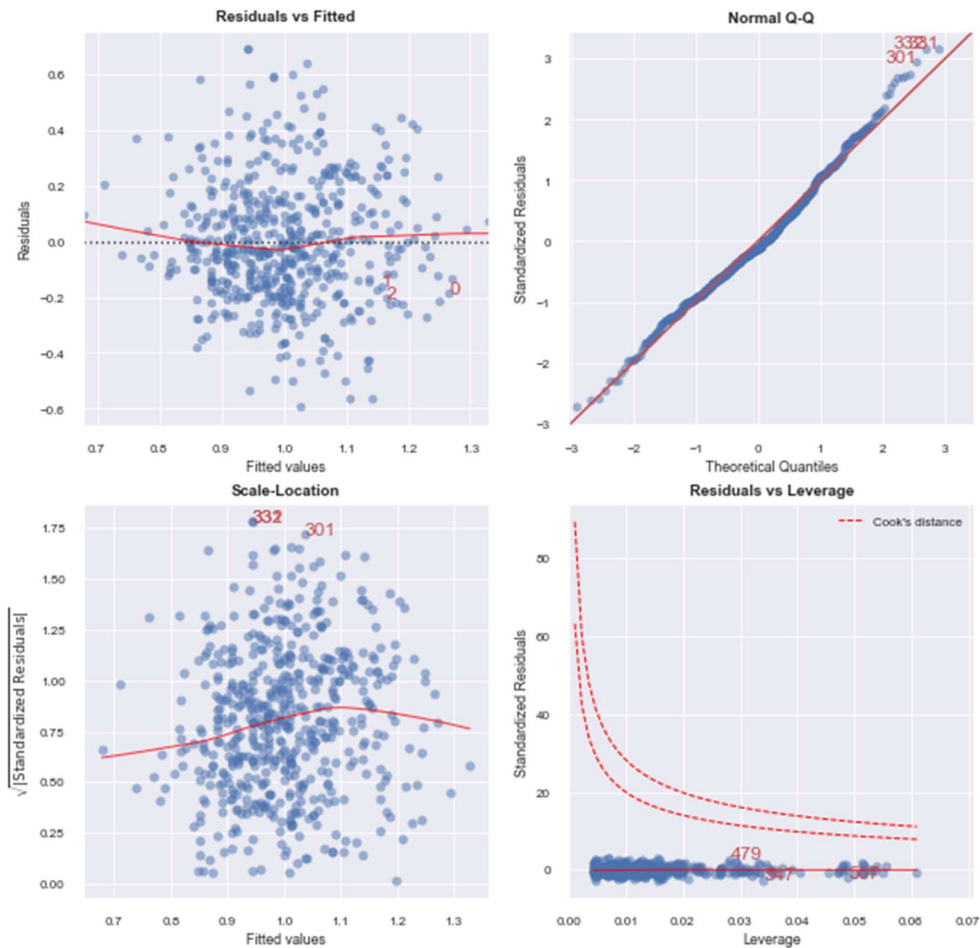 Residuals vs Fitted
0.6
0.4
0.2
0.0
−0.2
−0.4
−0.6
Residuals
1
2
0
0.7 0.8 0.9 1.0 1.1 1.2 1.3
Fitted values
Normal Q-Q
3
2
1
0
−1
−2
−3
Standardized Residuals
301
−3 −2 −1 0 1 2 3
Theoretical Quantiles
Scale-Location
1.75
1.50
1.25
1.00
0.75
0.50
0.25
0.00
√|Standardized Residuals|
301
0.7 0.8 0.9 1.0 1.1 1.2 1.3
Fitted values
Residuals vs Leverage
Cook's distance
80
60
40
20
0
Standardized Residuals
479
347
0.00 0.01 0.02 0.03 0.04 0.05 0.06 0.07
Leverage